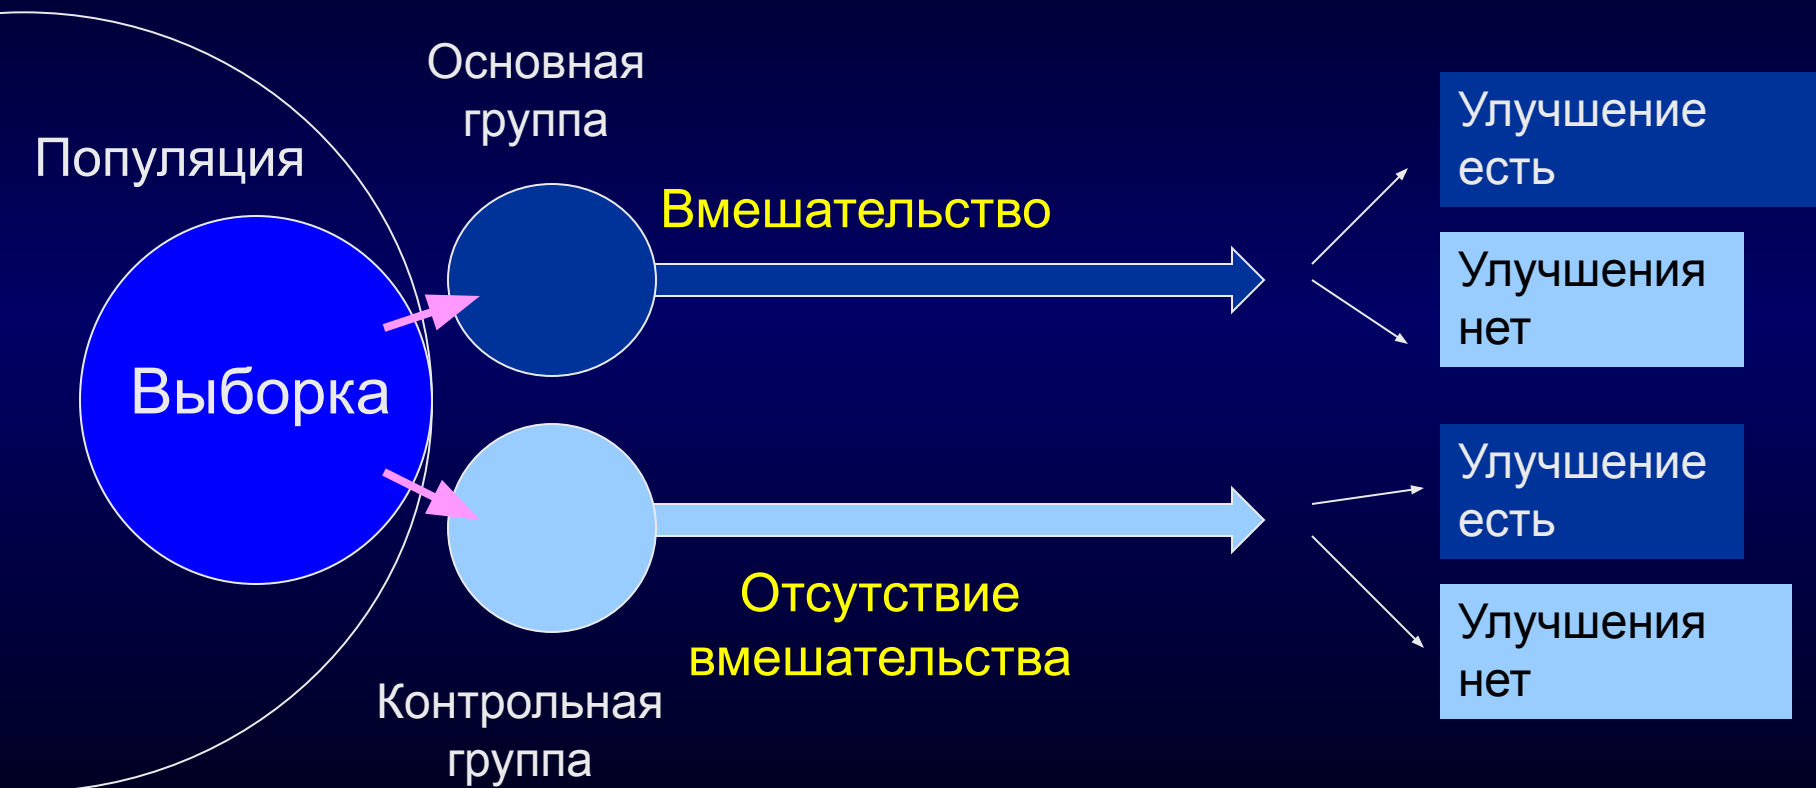 Основная
группа
Популяция
Выборка
Вмешательство
Улучшение
есть
Улучшения
нет
Отсутствие
вмешательства
Контрольная
группа
Улучшение
есть
Улучшения
нет